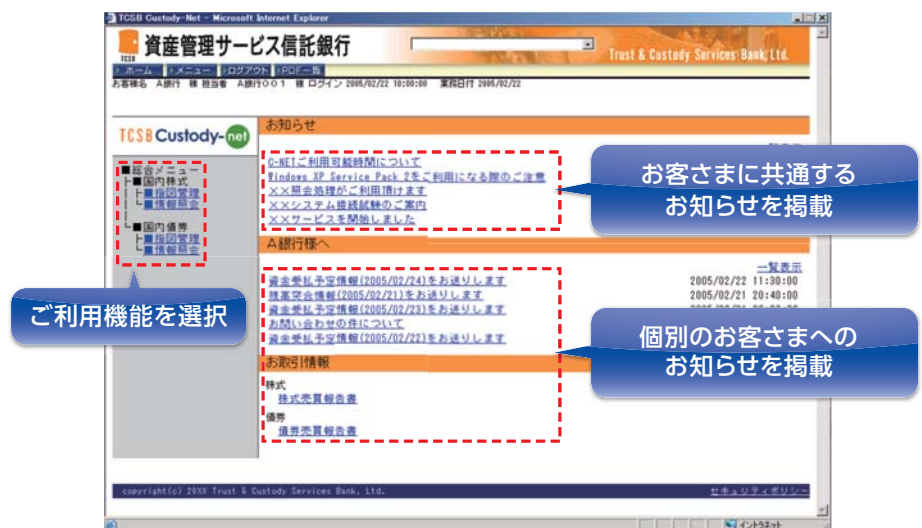 TCSB Custody-Net - Microsoft Internet Explorer
TCSB
資産管理サービス信託銀行
Trust & Custody Services Bank, Ltd.
ホーム メニュー ログアウト PDF一覧
お客様名 A銀行 様 担当者 A銀行001 様 ログイン 2005/02/22 10:00:00 業務日付 2005/02/22
TCSB Custody-net
■総合メニュー
■国内株式
■指図管理
■情報照会
■国内債券
■指図管理
■情報照会
ご利用機能を選択
お知らせ
C-NETご利用可能時間について
Windows XP Service Pack 2をご利用になる際のご注意
××照会処理がご利用頂けます
××システム接続試験のご案内
××サービスを開始しました
お客さまに共通する
お知らせを掲載
A銀行様へ
一覧表示
資金受払予定情報(2005/02/24)をお送りします 2005/02/22 11:30:00
残高突合情報(2005/02/21)をお送りします 2005/02/21 20:40:00
資金受払予定情報(2005/02/23)をお送りします
お問い合わせの件について
資金受払予定情報(2005/02/22)をお送りします
個別のお客さまへの
お知らせを掲載
お取引情報
株式
株式売買報告書
債券
債券売買報告書
copyright(c) 20XX Trust & Custody Services Bank, Ltd.
セキュリティポリシー
イントラネット